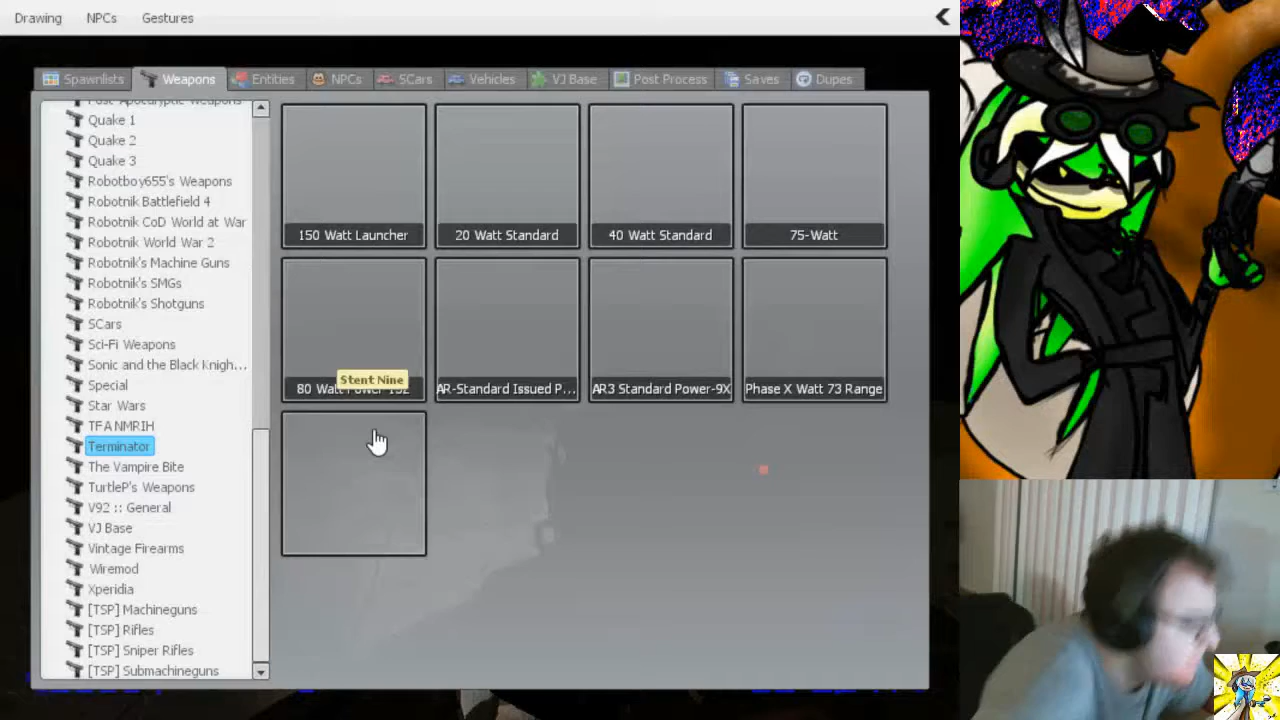 Drawing NPCs Gestures
Spawnlists Weapons Entities NPCs SCars Vehicles VJ Base Post Process Saves Dupes
Post Apocalyptic Weapons
Quake 1
Quake 2
Quake 3
Robotboy655's Weapons
Robotnik Battlefield 4
Robotnik CoD World at War
Robotnik World War 2
Robotnik's Machine Guns
Robotnik's SMGs
Robotnik's Shotguns
SCars
Sci-Fi Weapons
Sonic and the Black Knigh...
Special
Star Wars
TFA NMRIH
Terminator
The Vampire Bite
TurtleP's Weapons
V92 :: General
VJ Base
Vintage Firearms
Wiremod
Xperidia
[TSP] Machineguns
[TSP] Rifles
[TSP] Sniper Rifles
[TSP] Submachineguns
150 Watt Launcher
20 Watt Standard
40 Watt Standard
75-Watt
80 Watt
Stent Nine
AR-Standard Issued P...
AR3 Standard Power-9X
Phase X Watt 73 Range